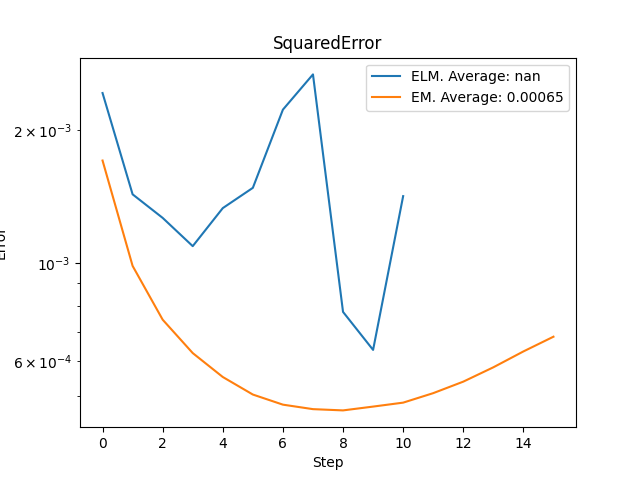 SquaredError
ELM. Average: nan
EM. Average: 0.00065
2 × 10⁻³
10⁻³
6 × 10⁻⁴
Error
0 2 4 6 8 10 12 14
Step